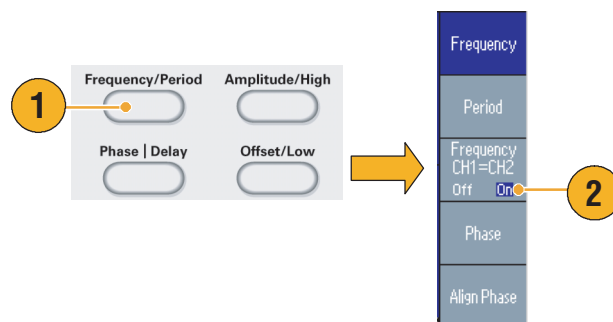 1
Frequency/Period
Amplitude/High
Phase | Delay
Offset/Low
Frequency
Period
Frequency
CH1=CH2
Off On
2
Phase
Align Phase